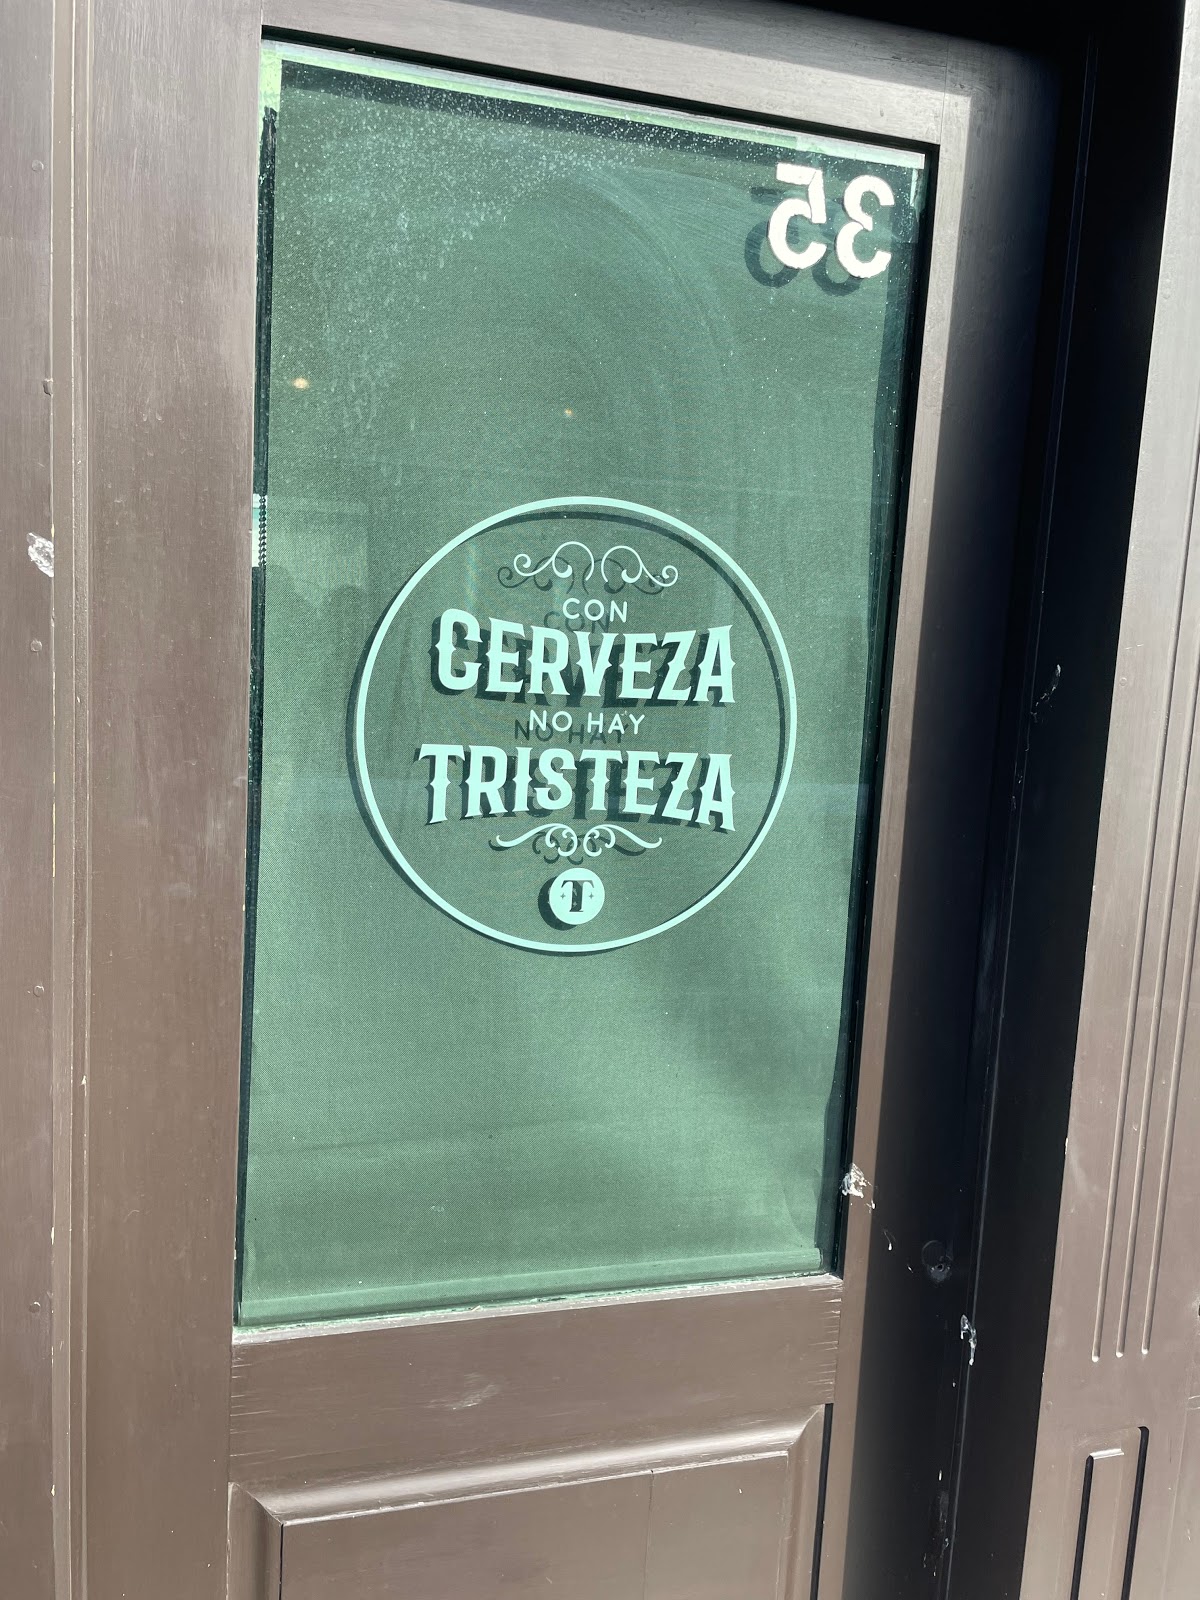 35
CON
CERVEZA
NO HAY
TRISTEZA
T